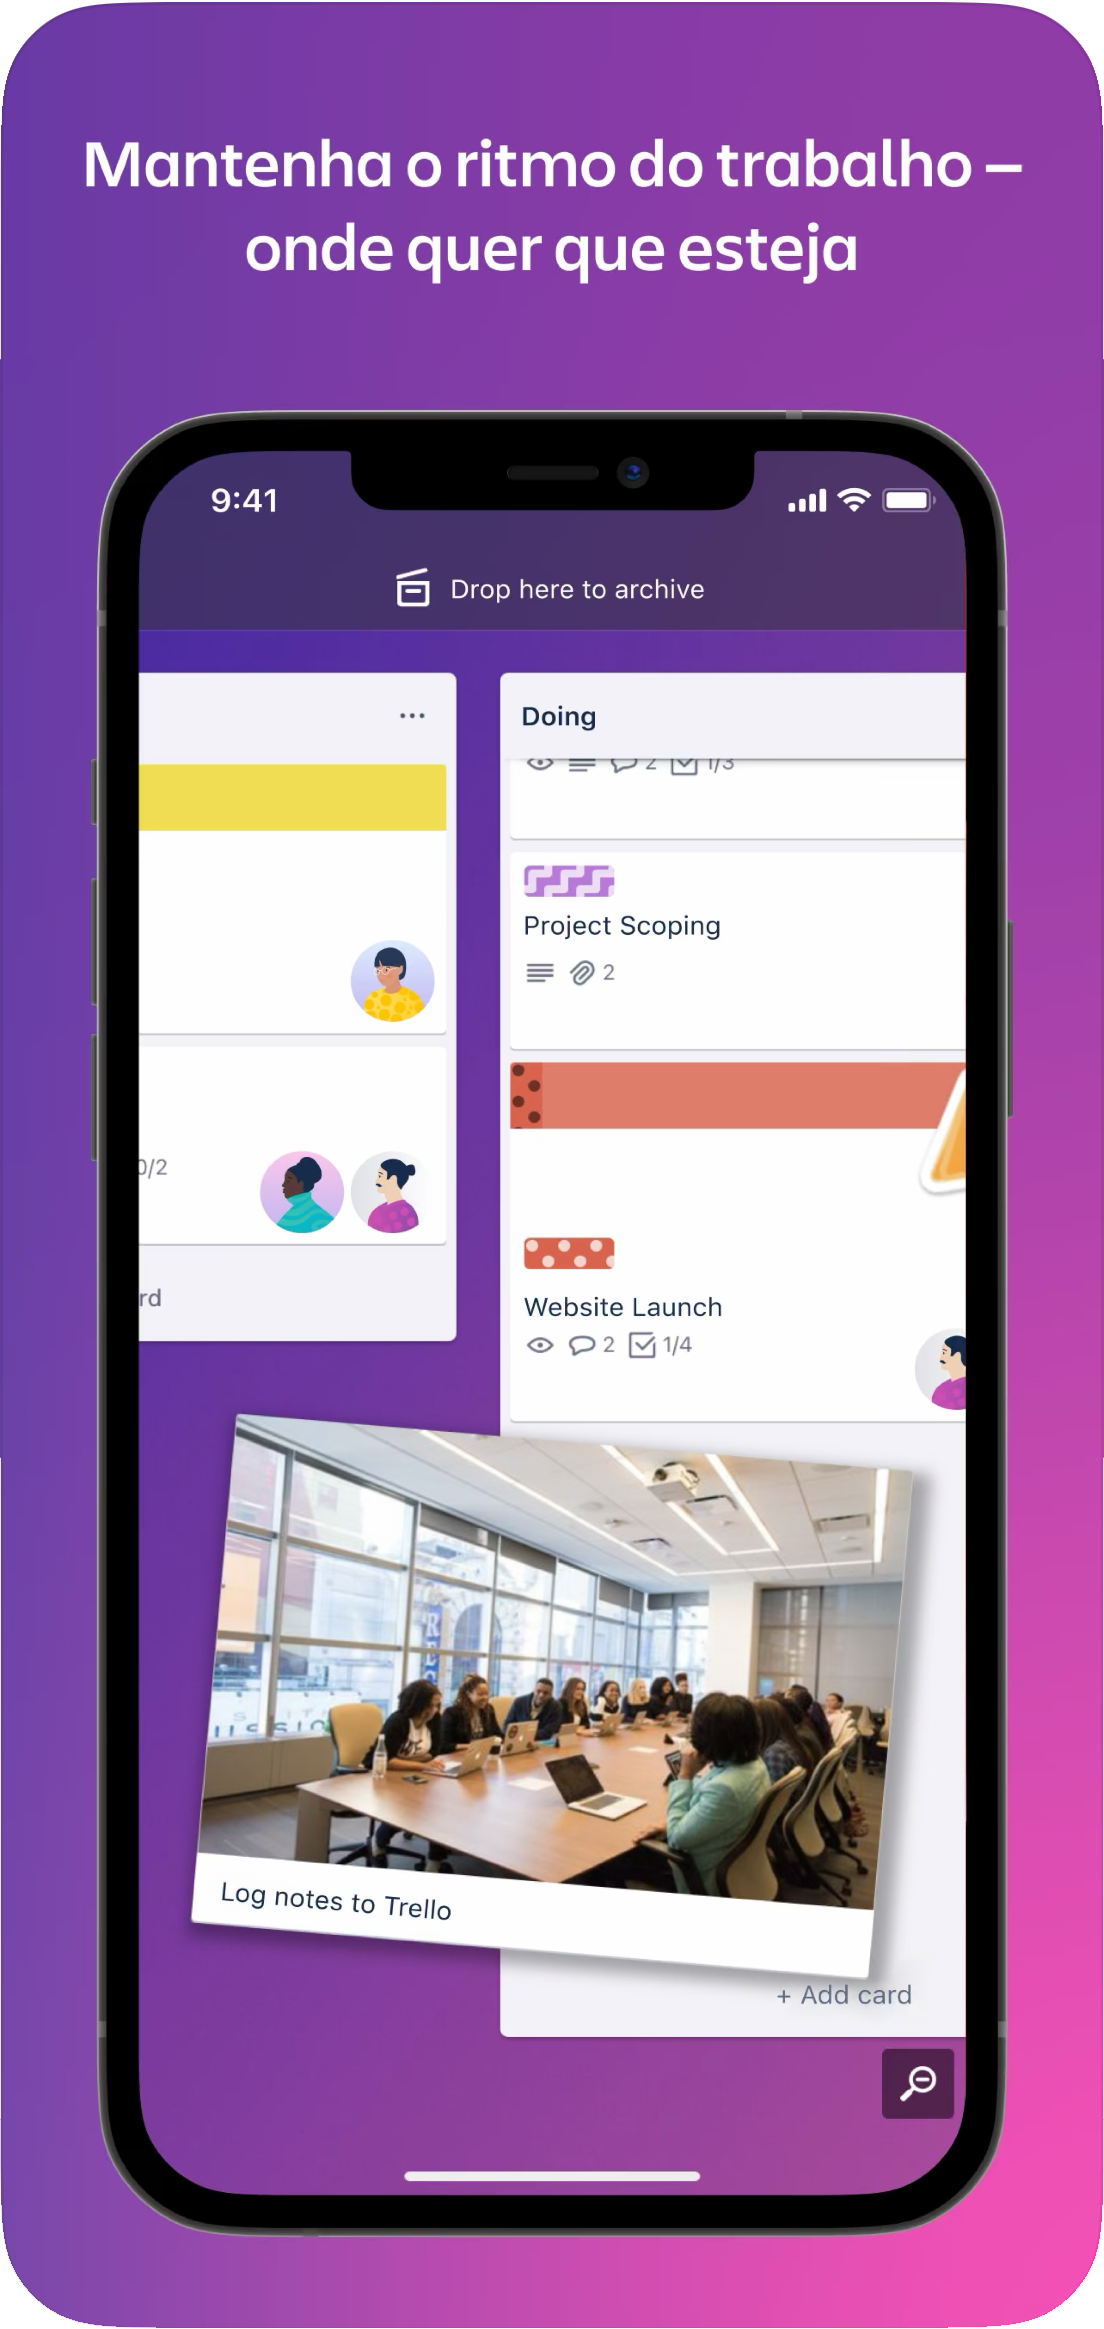 Mantenha o ritmo do trabalho –
onde quer que esteja
9:41
Drop here to archive
Doing
2 1/3
Project Scoping
2
0/2
rd
Website Launch
2 1/4
Log notes to Trello
+ Add card